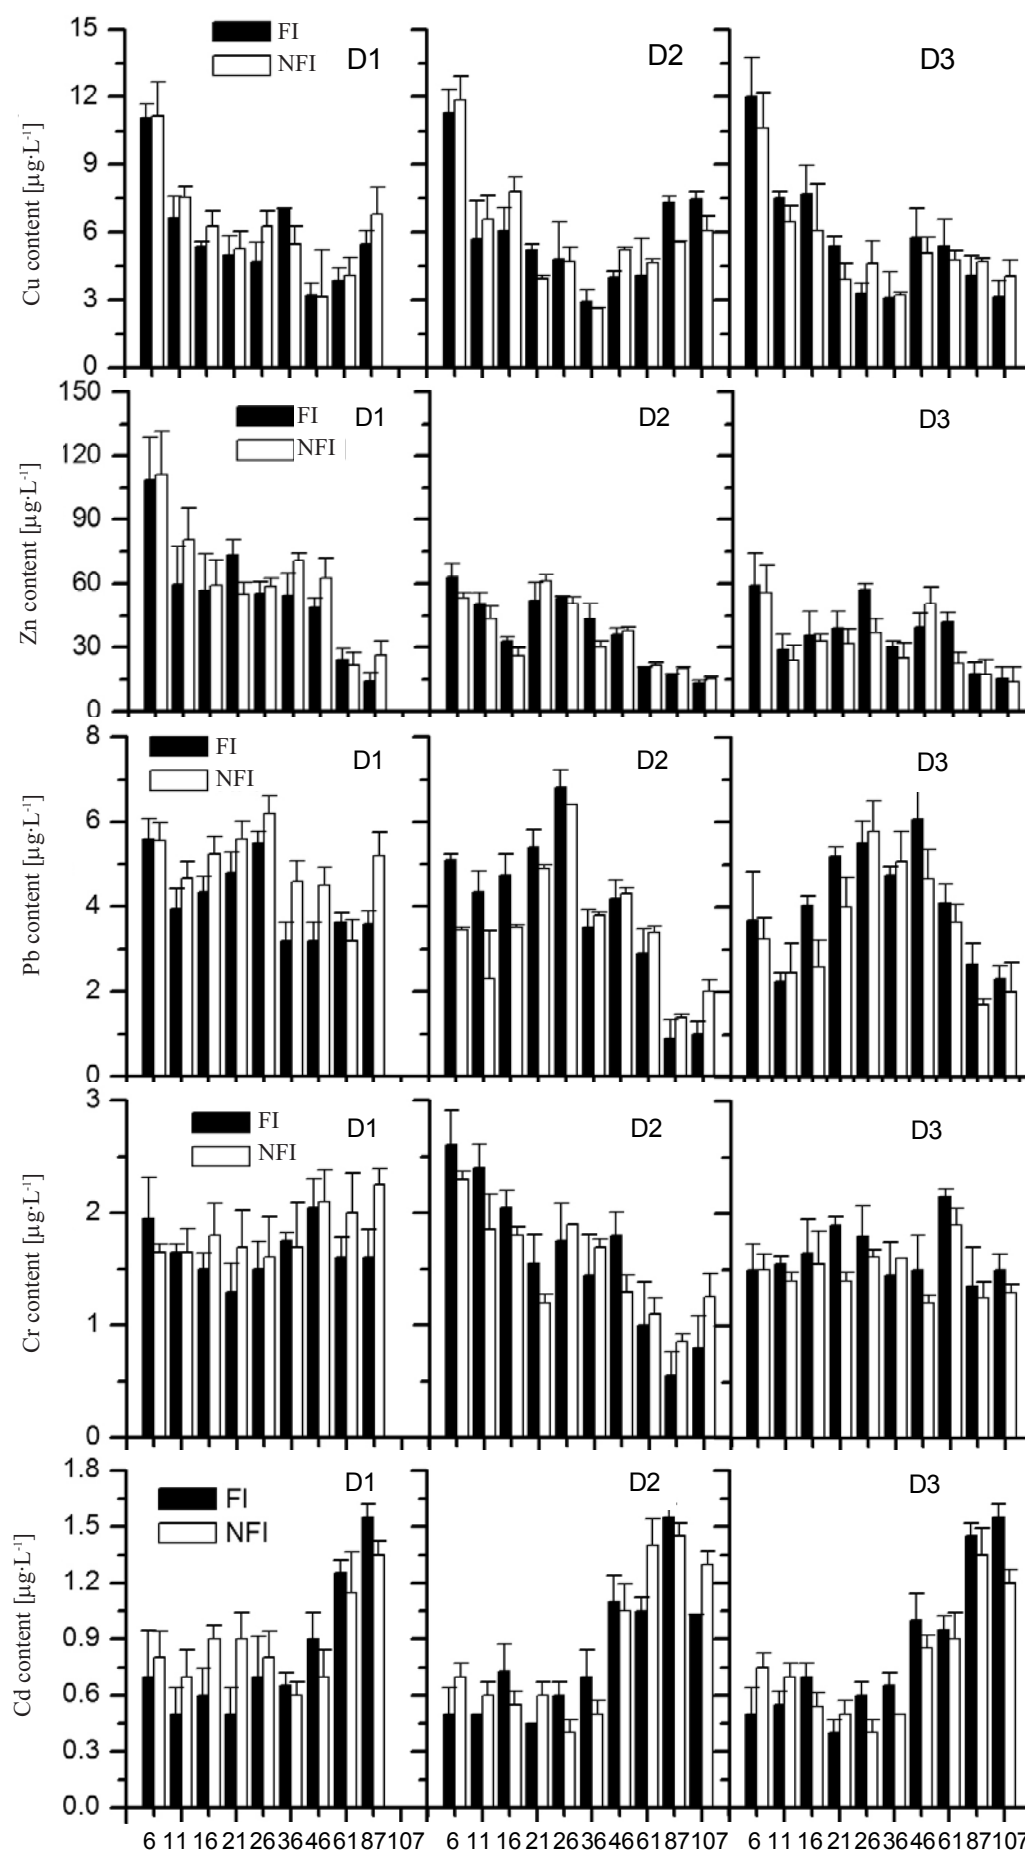 15
12
9
6
3
0
Cu content [µg·L⁻¹]
FI
NFI
D1
D2
D3
150
120
90
60
30
0
Zn content [µg·L⁻¹]
FI
NFI
D1
D2
D3
8
6
4
2
0
Pb content [µg·L⁻¹]
FI
NFI
D1
D2
D3
3
2
1
0
Cr content [µg·L⁻¹]
FI
NFI
D1
D2
D3
1.8
1.5
1.2
0.9
0.6
0.3
0.0
Cd content [µg·L⁻¹]
FI
NFI
D1
D2
D3
6 11 16 21 26 36 46 61 87 107 6 11 16 21 26 36 46 61 87 107 6 11 16 21 26 36 46 61 87 107